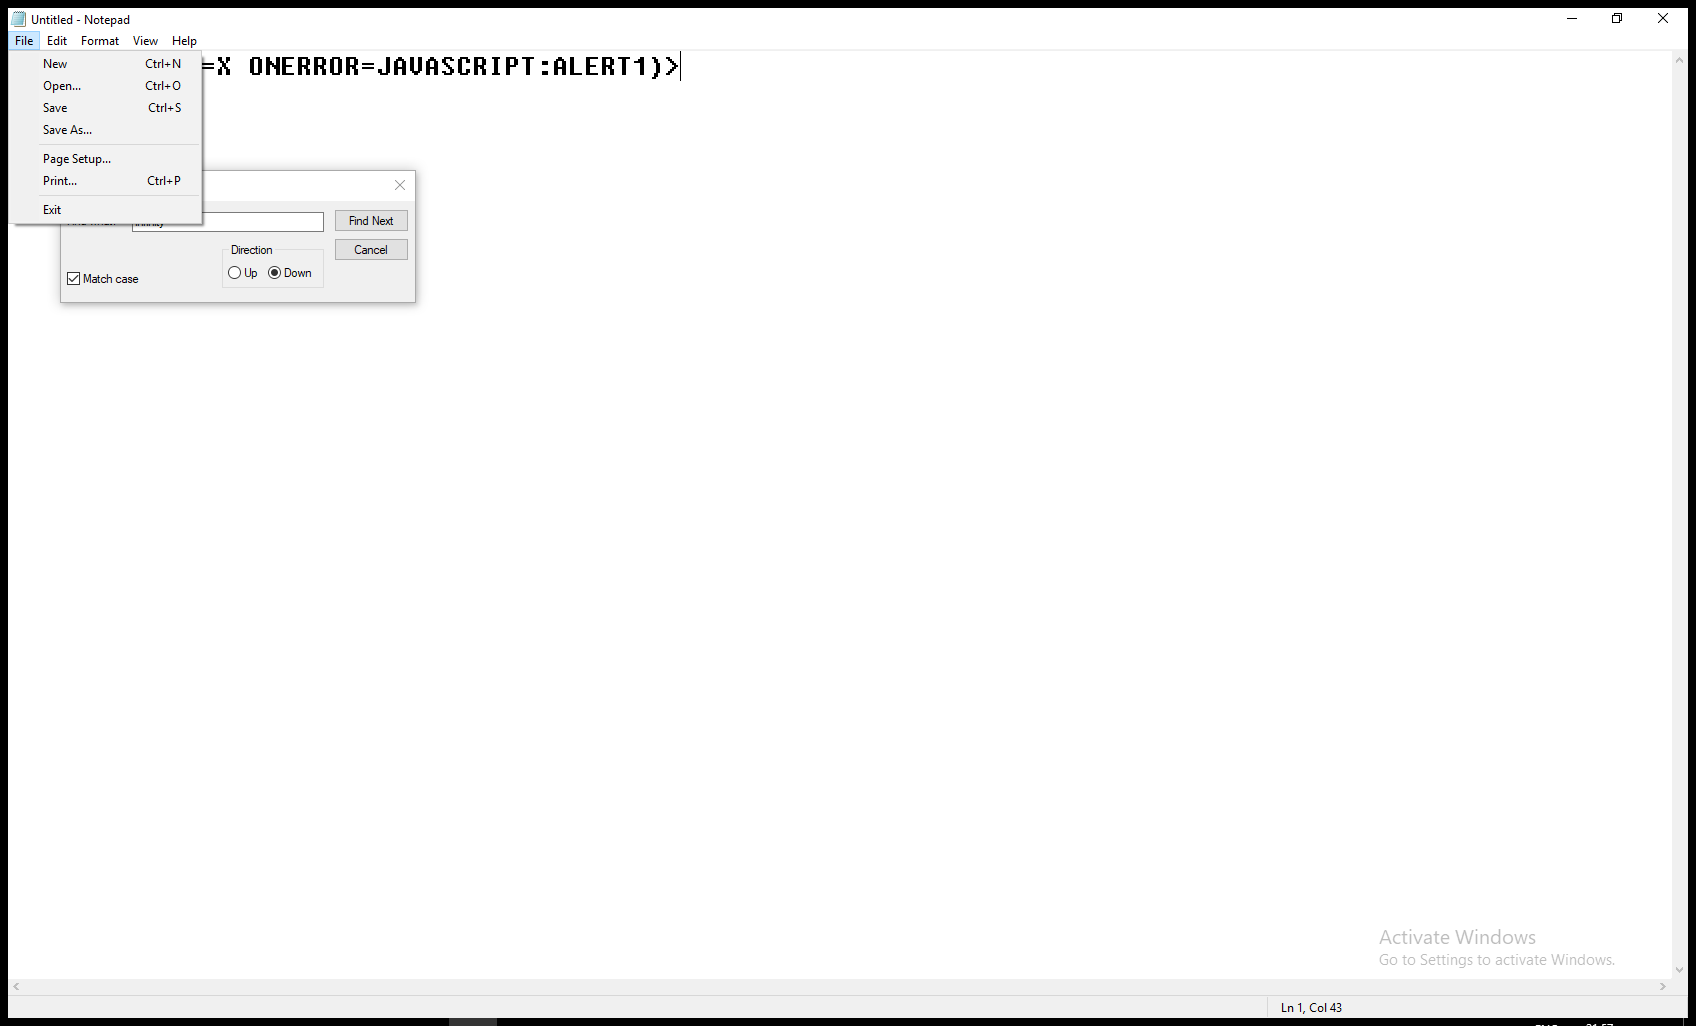 Untitled - Notepad
File Edit Format View Help
=X ONERROR=JAVASCRIPT:ALERT1)>
New Ctrl+N
Open... Ctrl+O
Save Ctrl+S
Save As...
Page Setup...
Print... Ctrl+P
Exit
Find Next
Direction
Cancel
Up Down
Match case
Activate Windows
Go to Settings to activate Windows.
Ln 1, Col 43